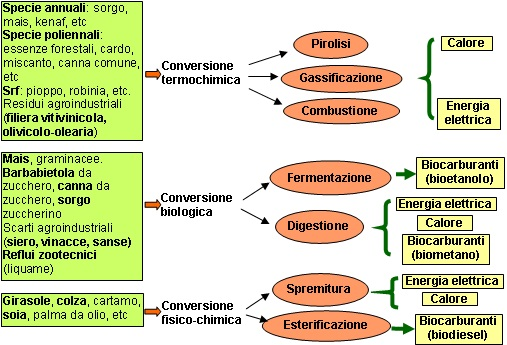 Specie annuali: sorgo,
mais, kenaf, etc
Specie poliennali:
essenze forestali, cardo,
miscanto, canna comune,
etc
Srf: pioppo, robinia, etc.
Residui agroindustriali
(filiera vitivinicola,
olivicolo-olearia)
Conversione
termochimica
Pirolisi
Gassificazione
Combustione
Calore
Energia
elettrica
Mais, graminacee.
Barbabietola da
zucchero, canna da
zucchero, sorgo
zuccherino
Scarti agroindustriali
(siero, vinacce, sanse)
Reflui zootecnici
(liquame)
Conversione
biologica
Fermentazione
Digestione
Biocarburanti
(bioetanolo)
Energia elettrica
Calore
Biocarburanti
(biometano)
Girasole, colza, cartamo,
soia, palma da olio, etc
Conversione
fisico-chimica
Spremitura
Esterificazione
Energia elettrica
Calore
Biocarburanti
(biodiesel)